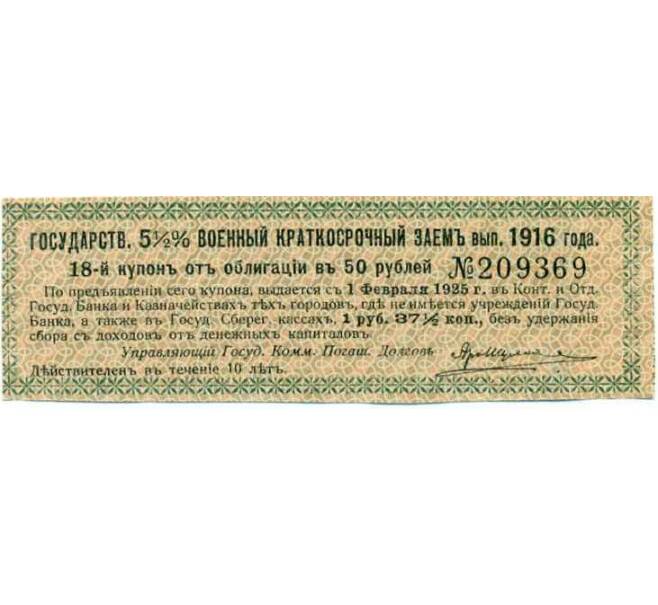 ГОСУДАРСТВ. 5½% ВОЕННЫЙ КРАТКОСРОЧНЫЙ ЗАЕМЪ вып. 1916 года.
18-й купонъ отъ облигаціи въ 50 рублей №209369
По предъявленіи сего купона, выдается съ 1 Февраля 1925 г. въ Конт. и Отд.
Госуд. Банка и Казначействахъ тѣхъ городовъ, гдѣ не имѣется учрежденій Госуд.
Банка, а также въ Госуд. Сберег. кассахъ, 1 руб. 37½ коп., безъ удержанія
сбора съ доходовъ отъ денежныхъ капиталовъ.
Управляющій Госуд. Комм. Погаш. Долговъ
Дѣйствителенъ въ теченіе 10 лѣтъ.